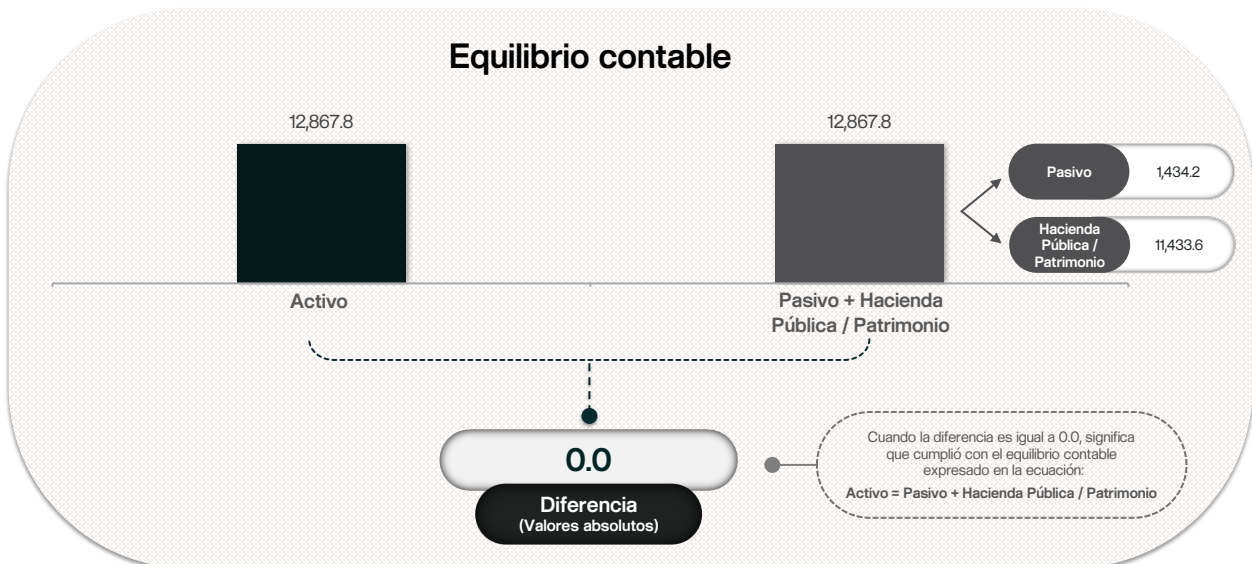 Equilibrio contable
12,867.8
12,867.8
Pasivo
1,434.2
Hacienda
Pública /
Patrimonio
11,433.6
Activo
Pasivo + Hacienda
Pública / Patrimonio
0.0
Diferencia
(Valores absolutos)
Cuando la diferencia es igual a 0.0, significa
que cumplió con el equilibrio contable
expresado en la ecuación:
Activo = Pasivo + Hacienda Pública / Patrimonio